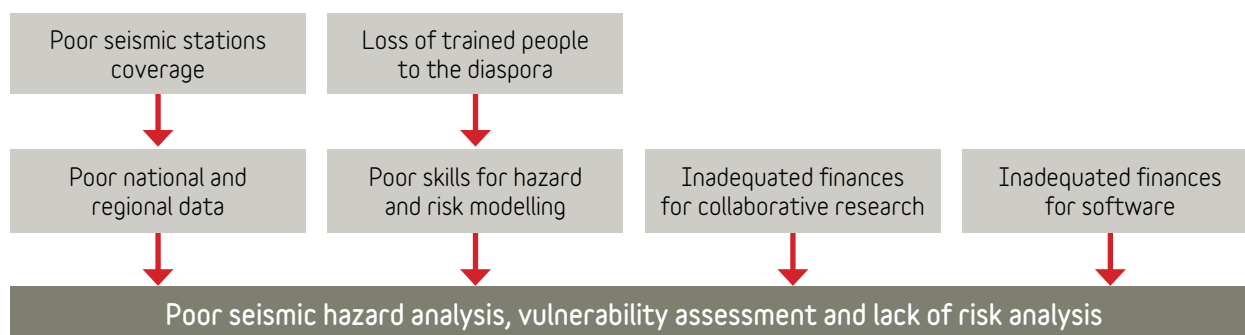 Poor seismic stations
coverage
Loss of trained people
to the diaspora
Poor national and
regional data
Poor skills for hazard
and risk modelling
Inadequated finances
for collaborative research
Inadequated finances
for software
Poor seismic hazard analysis, vulnerability assessment and lack of risk analysis